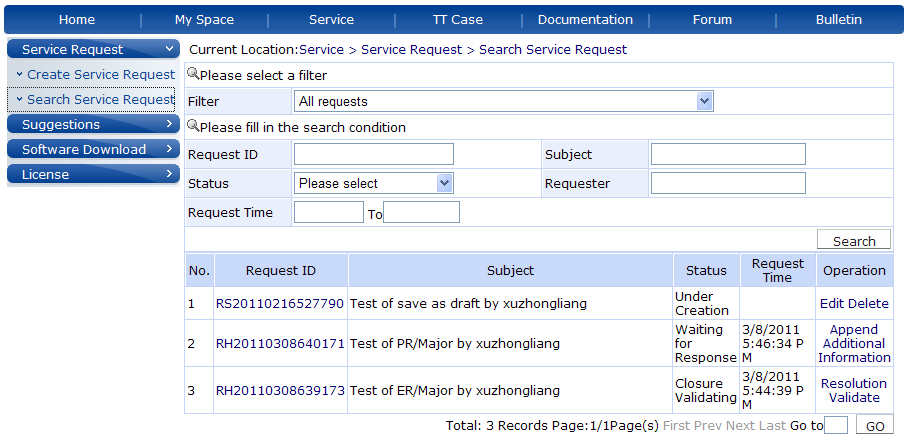 Home My Space Service TT Case Documentation Forum Bulletin
Service Request
Create Service Request
Search Service Request
Suggestions
Software Download
License
Current Location:Service > Service Request > Search Service Request
Please select a filter
Filter All requests
Please fill in the search condition
Request ID Subject
Status Please select Requester
Request Time To
Search
No. Request ID Subject Status Request Time Operation
1 RS20110216527790 Test of save as draft by xuzhongliang Under Creation Edit Delete
2 RH20110308640171 Test of PR/Major by xuzhongliang Waiting for Response 3/8/2011 5:46:34 PM Append Additional Information
3 RH20110308639173 Test of ER/Major by xuzhongliang Closure Validating 3/8/2011 5:44:39 PM Resolution Validate
Total: 3 Records Page:1/1Page(s) First Prev Next Last Go to GO